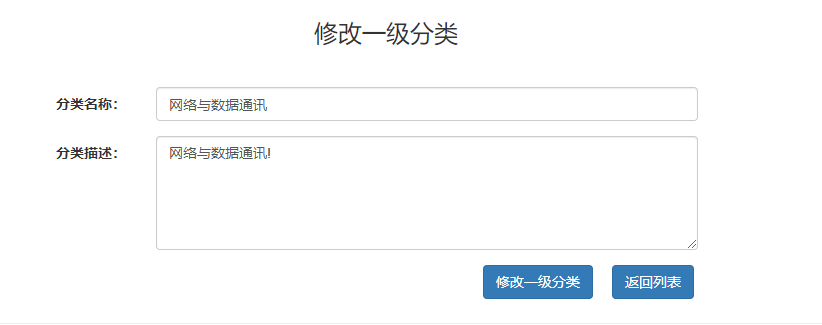 修改一级分类
分类名称：
网络与数据通讯
分类描述：
网络与数据通讯!
修改一级分类
返回列表